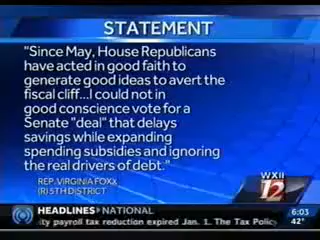 STATEMENT
"Since May, House Republicans
have acted in good faith to
generate good ideas to avert the
fiscal cliff...I could not in
good conscience vote for a
Senate "deal" that delays
savings while expanding
spending subsidies and ignoring
the real drivers of debt."
REP. VIRGINIA FOXX
(R) 5TH DISTRICT
WXII
12
HEADLINES NATIONAL
6:03
ity payroll tax reduction expired Jan. 1. The Tax Policy
42°